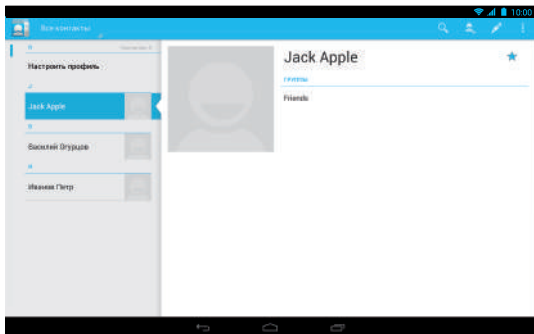 10:00
Все контакты
Настроить профиль
J
Jack Apple
Василий Огурцов
Иванов Петр
Jack Apple
ГРУППЫ
Friends